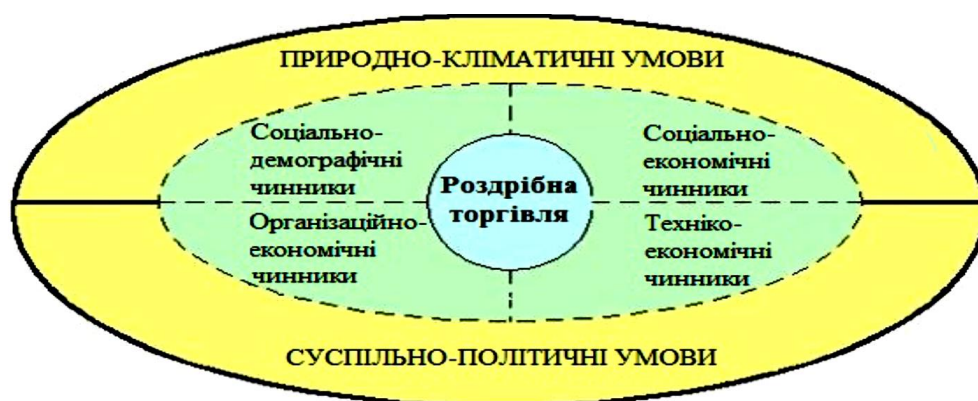 ПРИРОДНО-КЛІМАТИЧНІ УМОВИ
Соціально-
демографічні
чинники
Соціально-
економічні
чинники
Роздрібна
торгівля
Організаційно-
економічні
чинники
Техніко-
економічні
чинники
СУСПІЛЬНО-ПОЛІТИЧНІ УМОВИ